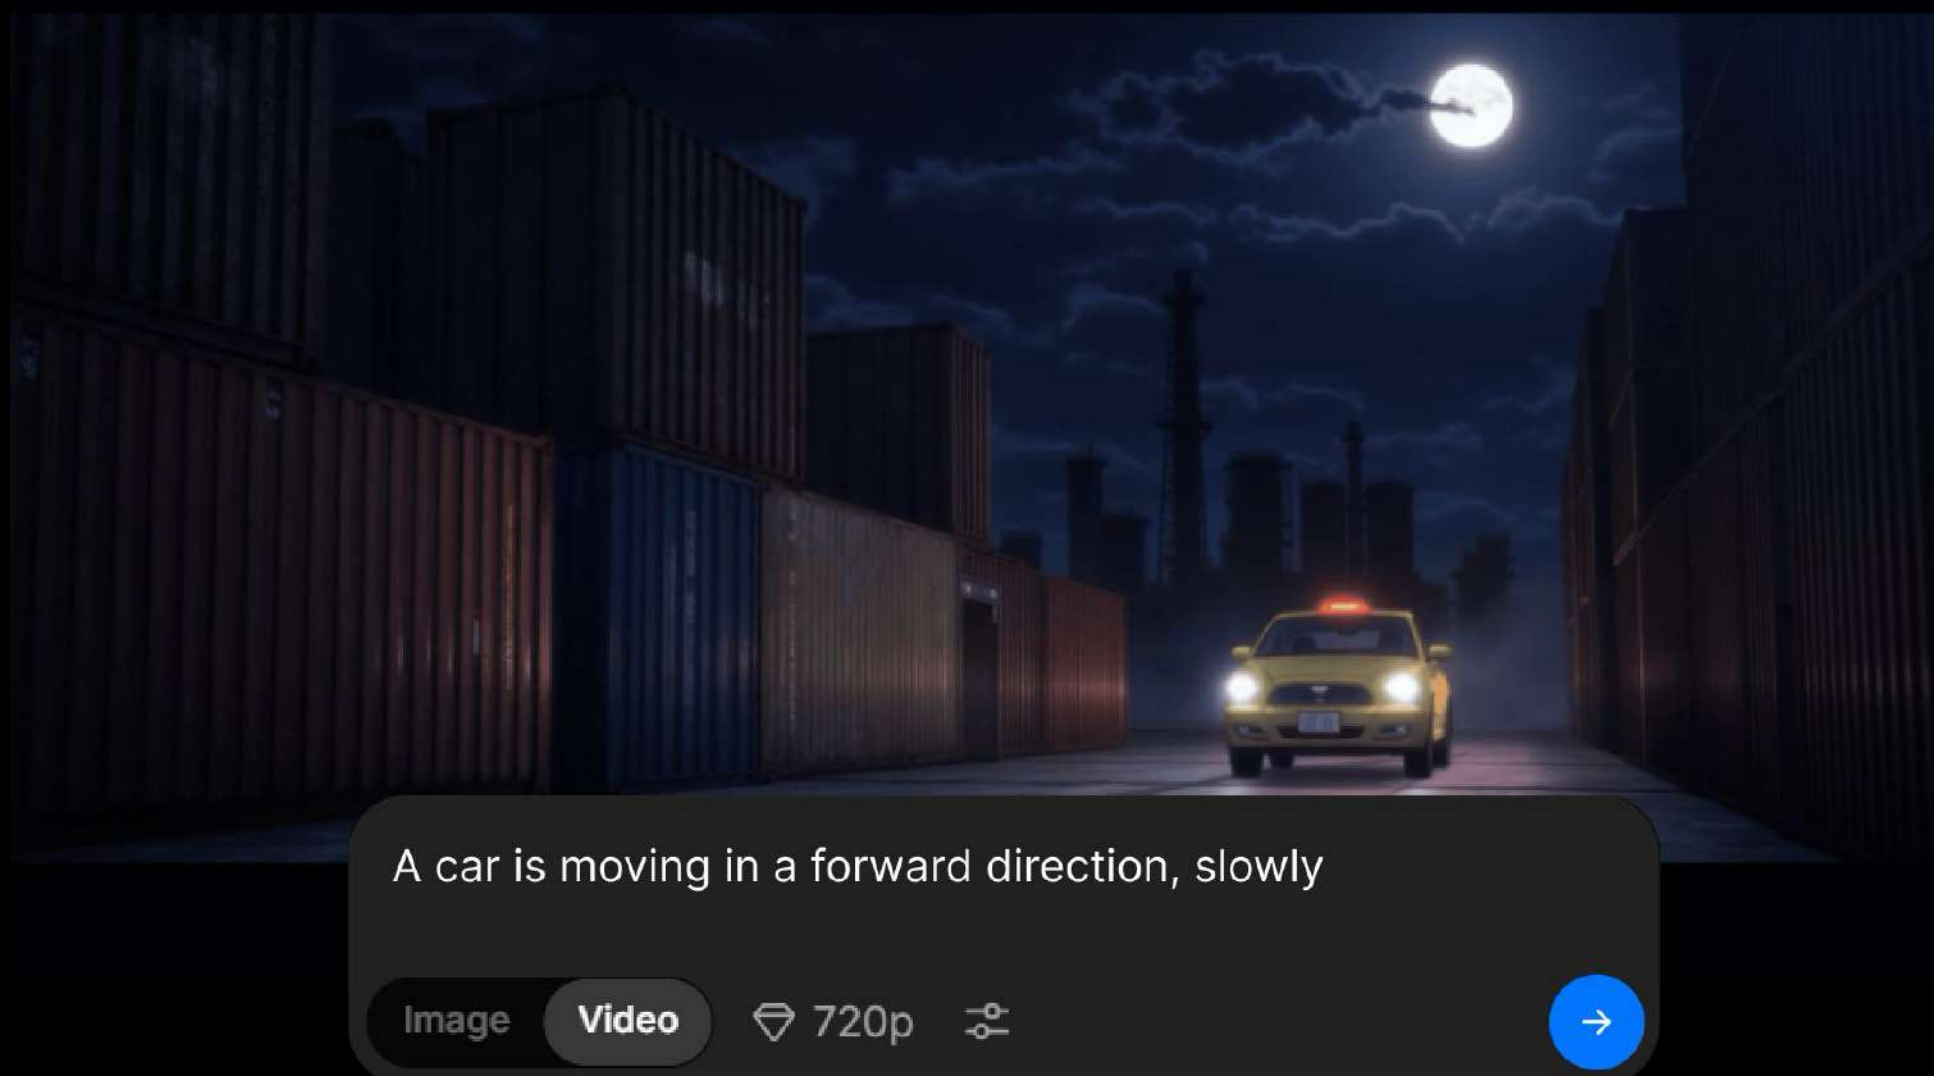 A car is moving in a forward direction, slowly
Image
Video
720p